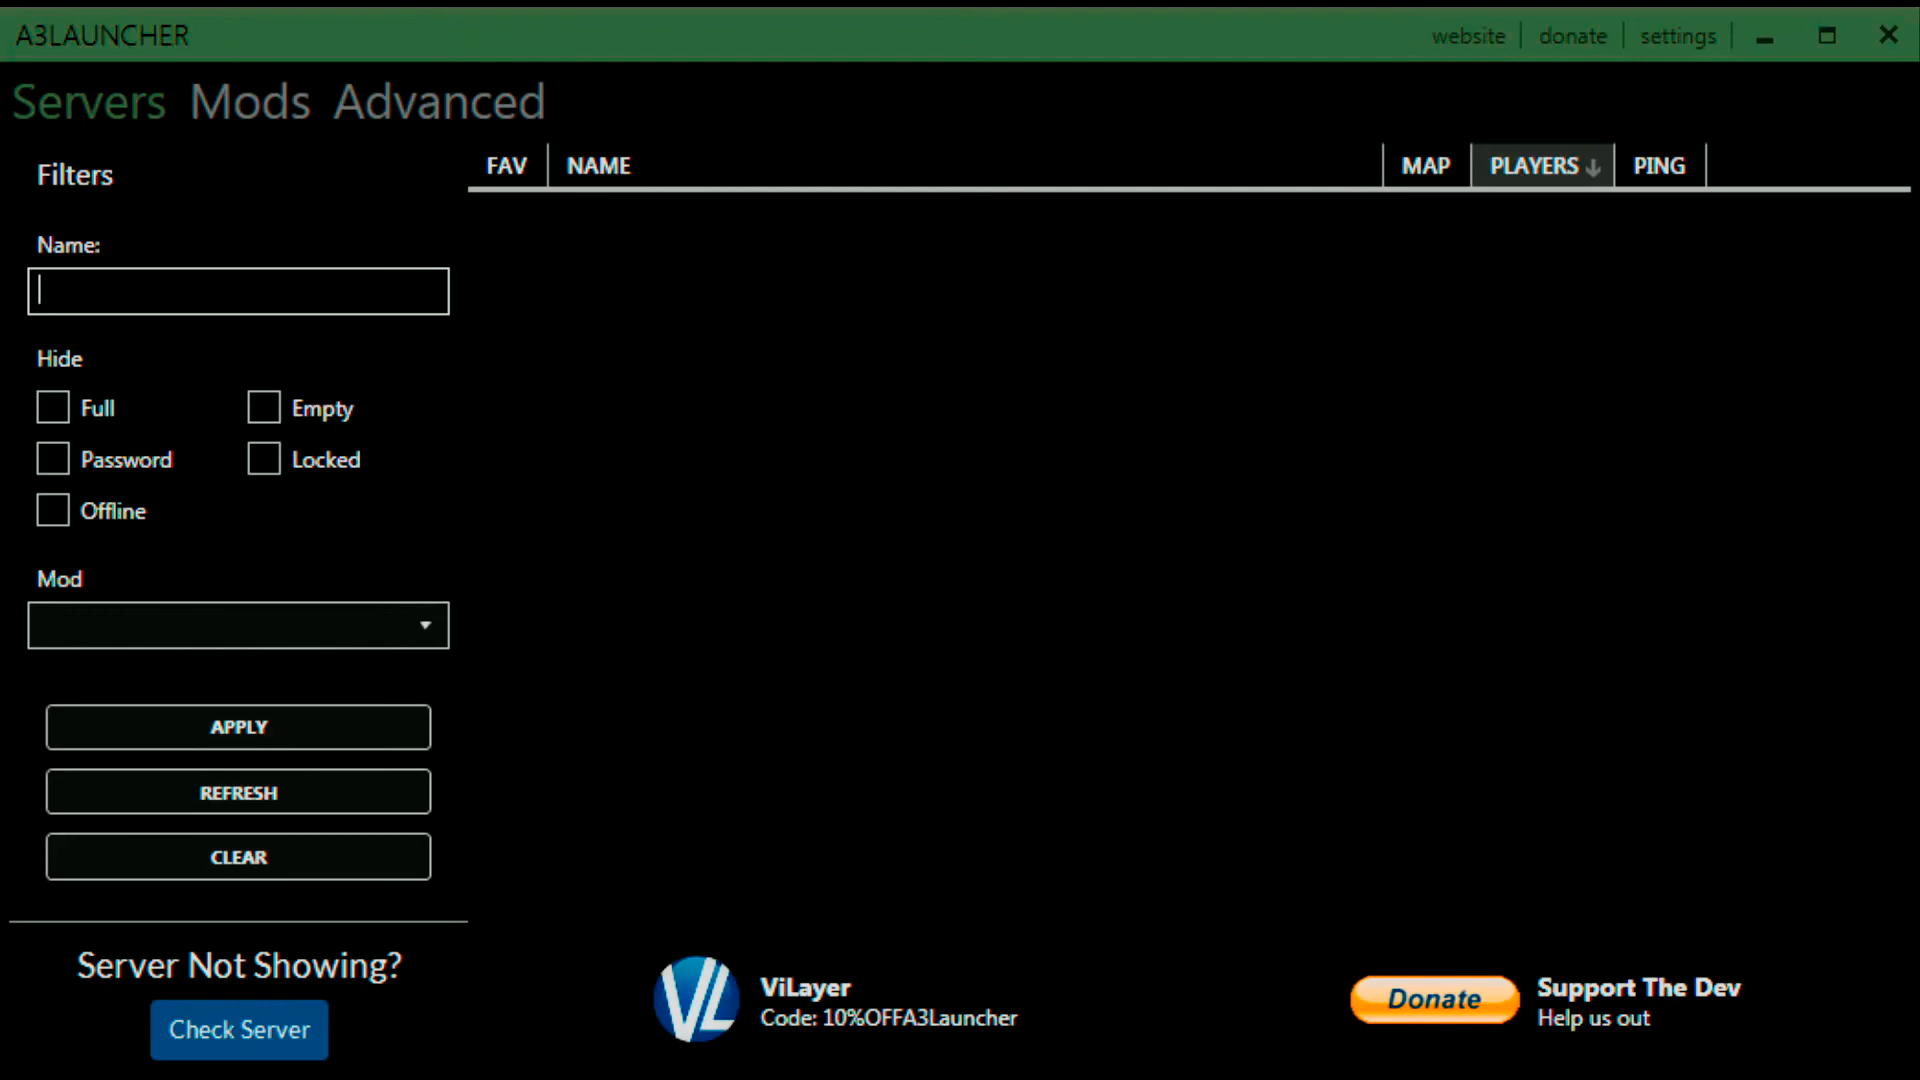 A3LAUNCHER
website
donate
settings
Servers Mods Advanced
Filters
FAV
NAME
MAP
PLAYERS
PING
Name:
Hide
Full
Empty
Password
Locked
Offline
Mod
APPLY
REFRESH
CLEAR
Server Not Showing?
Check Server
VL
ViLayer
Code: 10%OFFA3Launcher
Donate
Support The Dev
Help us out